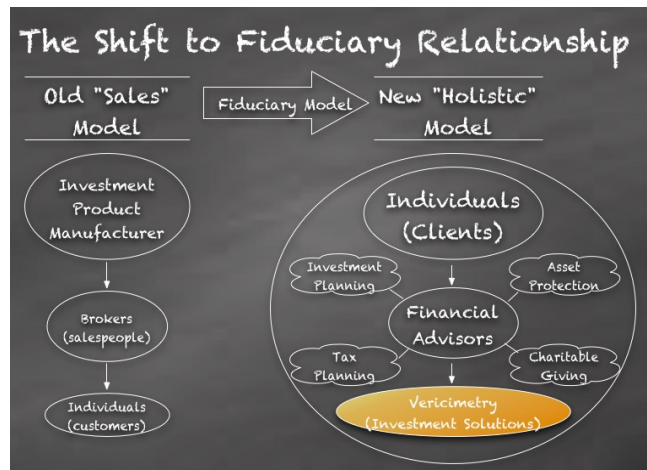 The Shift to Fiduciary Relationship
Old "Sales"
Model
Fiduciary Model
New "Holistic"
Model
Investment
Product
Manufacturer
Brokers
(salespeople)
Individuals
(customers)
Individuals
(Clients)
Investment
Planning
Asset
Protection
Financial
Advisors
Tax
Planning
Charitable
Giving
Vericimetry
(Investment Solutions)